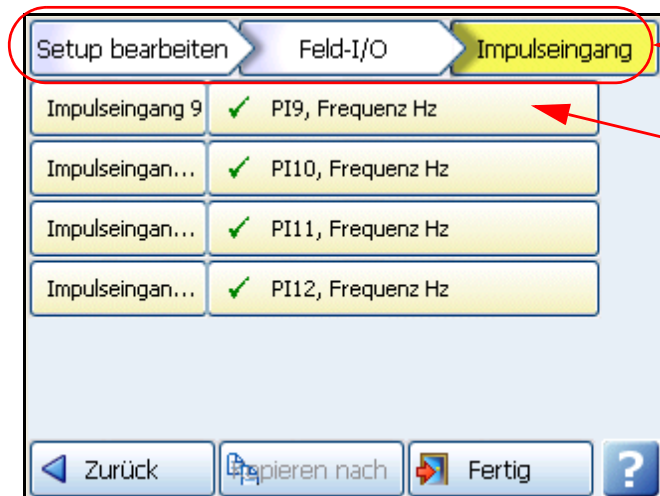 Setup bearbeiten Feld-I/O Impulseingang
Impulseingang 9 PI9, Frequenz Hz
Impulseingan... PI10, Frequenz Hz
Impulseingan... PI11, Frequenz Hz
Impulseingan... PI12, Frequenz Hz
Zurück Kopieren nach Fertig ?